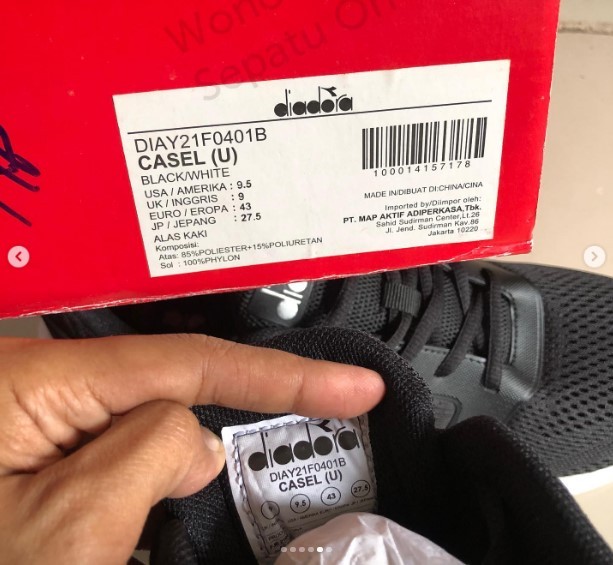 Sepatu On
diadora
DIAY21F0401B
CASEL (U)
BLACK/WHITE
USA / AMERIKA : 9.5
UK / INGGRIS : 9
EURO / EROPA : 43
JP / JEPANG : 27.5
ALAS KAKI
Komposisi:
Atas: 85%POLIESTER+15%POLIURETAN
Sol : 100%PHYLON
100014157178
MADE IN/DIBUAT DI:CHINA/CINA
Imported by/Diimpor oleh:
PT. MAP AKTIF ADIPERKASA,Tbk.
Sahid Sudirman Center,Lt.26
Jl. Jend. Sudirman Kav.86
Jakarta 10220
diadora
diadora
DIAY21F0401B
CASEL (U)
9.5 43 27.5